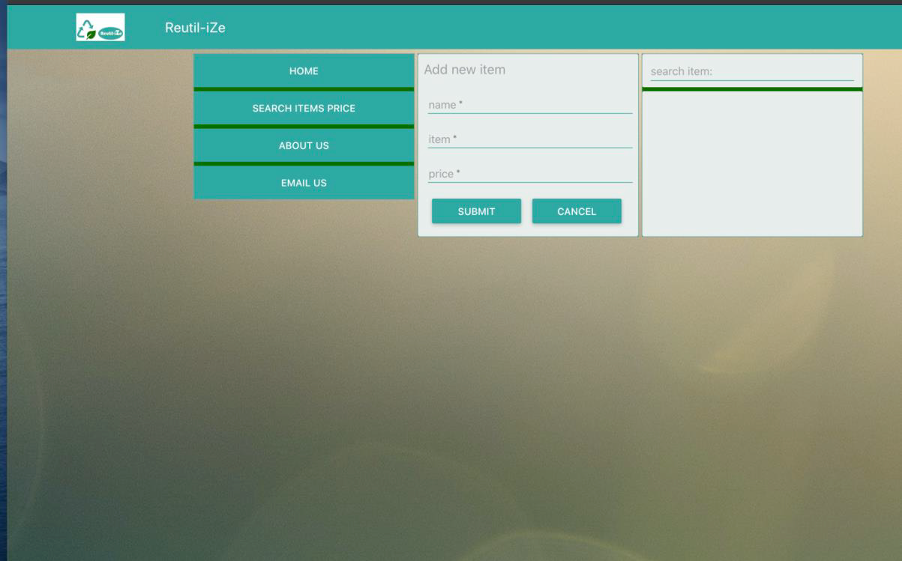 Reutil-iZe
Reutil-iZe
HOME
SEARCH ITEMS PRICE
ABOUT US
EMAIL US
Add new item
name *
item *
price *
SUBMIT
CANCEL
search item: